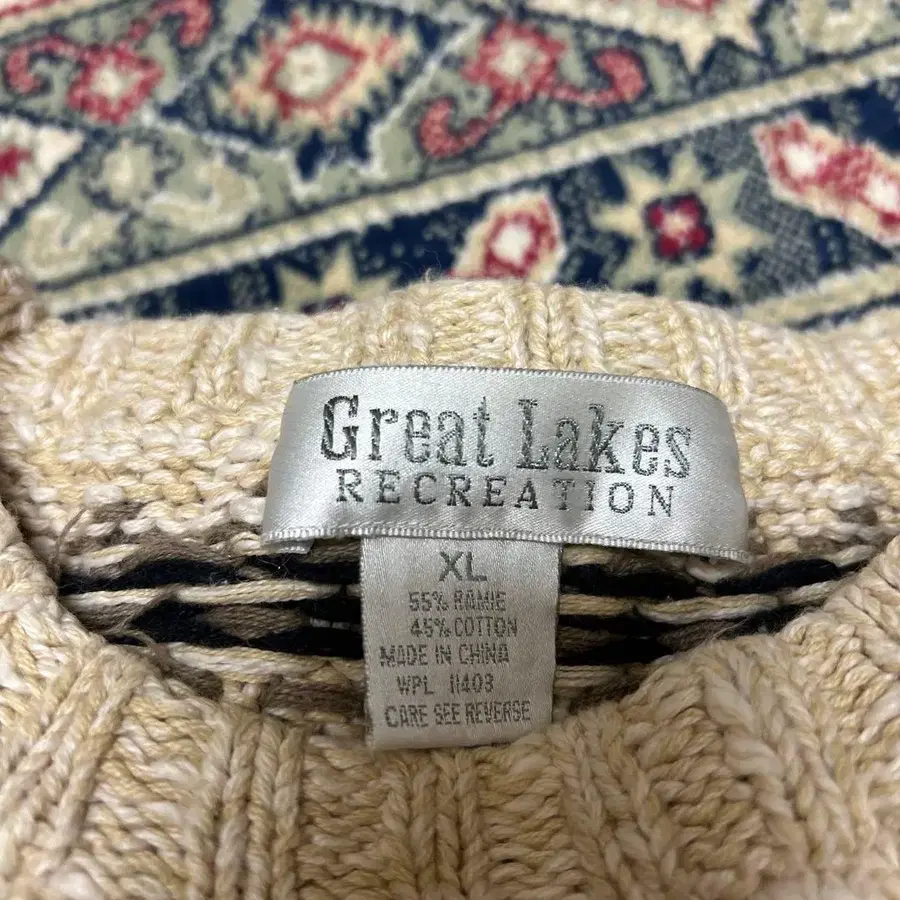 Great Lakes
RECREATION
XL
55% RAMIE
45% COTTON
MADE IN CHINA
WPL 11403
CARE SEE REVERSE